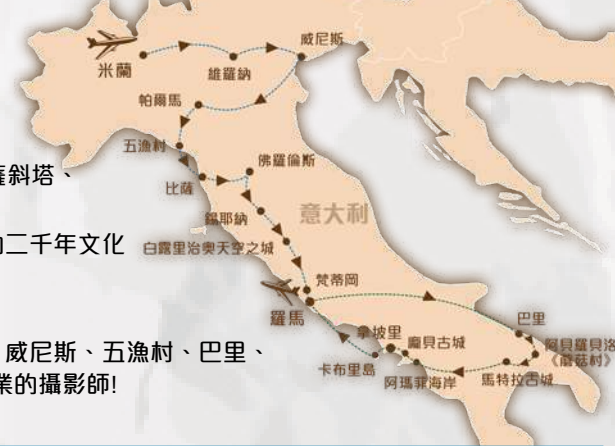 威尼斯
米蘭
維羅納
帕爾馬
五漁村
薩斜塔、
佛羅倫斯
比薩
錫耶納
意大利
二千年文化
白露里治奧天空之城
梵蒂岡
羅馬
巴里
拿坡里
龐貝古城
阿貝羅貝洛
《蘑菇村》
威尼斯、五漁村、巴里、
卡布里島
阿瑪菲海岸
馬特拉古城
業的攝影師!